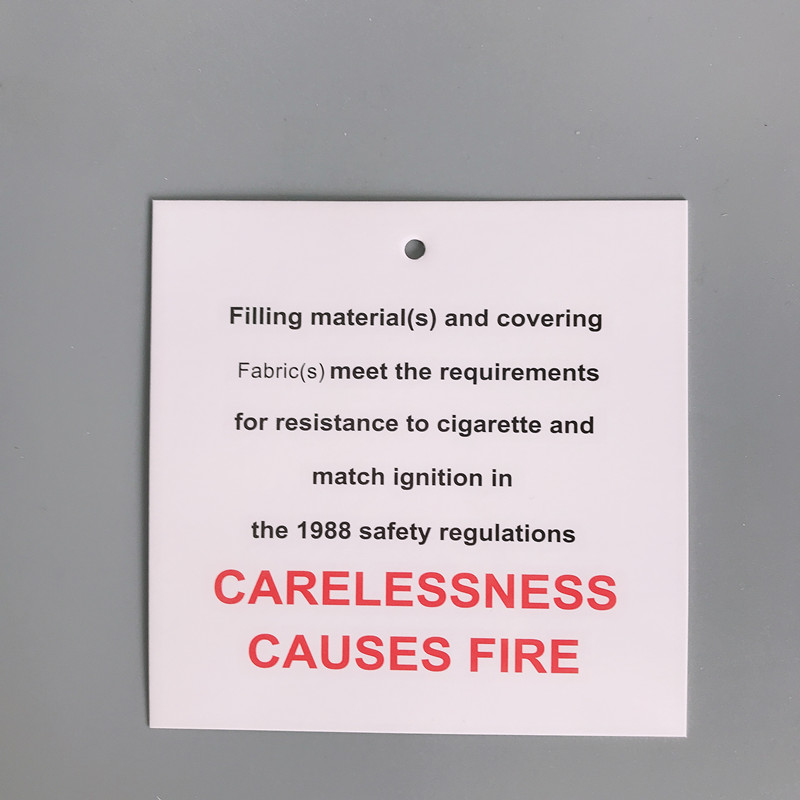 Filling material(s) and covering
Fabric(s) meet the requirements
for resistance to cigarette and
match ignition in
the 1988 safety regulations
CARELESSNESS
CAUSES FIRE